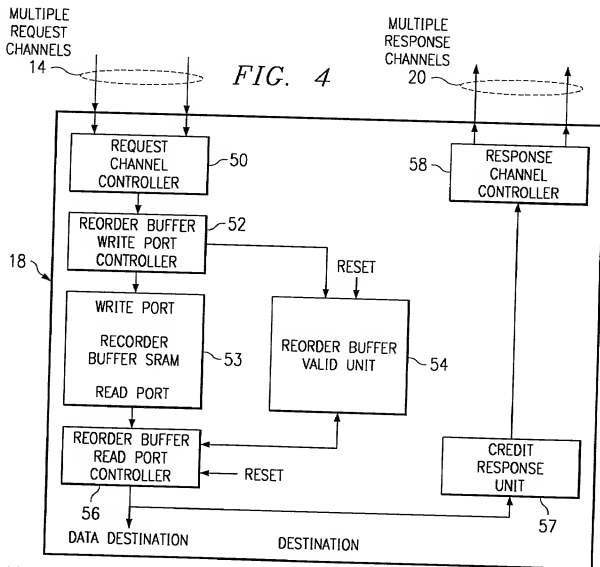 MULTIPLE
REQUEST
CHANNELS
14
FIG. 4
MULTIPLE
RESPONSE
CHANNELS
20
REQUEST
CHANNEL
CONTROLLER
50
58
RESPONSE
CHANNEL
CONTROLLER
REORDER BUFFER
WRITE PORT
CONTROLLER
52
18
RESET
WRITE PORT
RECORDER
BUFFER SRAM
READ PORT
53
REORDER BUFFER
VALID UNIT
54
REORDER BUFFER
READ PORT
CONTROLLER
RESET
56
CREDIT
RESPONSE
UNIT
57
DATA DESTINATION
DESTINATION